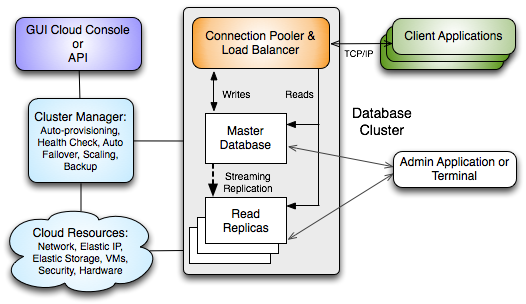 GUI Cloud Console
or
API
Connection Pooler &
Load Balancer
Client Applications
TCP/IP
Writes
Reads
Cluster Manager:
Auto-provisioning,
Health Check, Auto
Failover, Scaling,
Backup
Master
Database
Database
Cluster
Streaming
Replication
Admin Application or
Terminal
Read
Replicas
Cloud Resources:
Network, Elastic IP,
Elastic Storage, VMs,
Security, Hardware